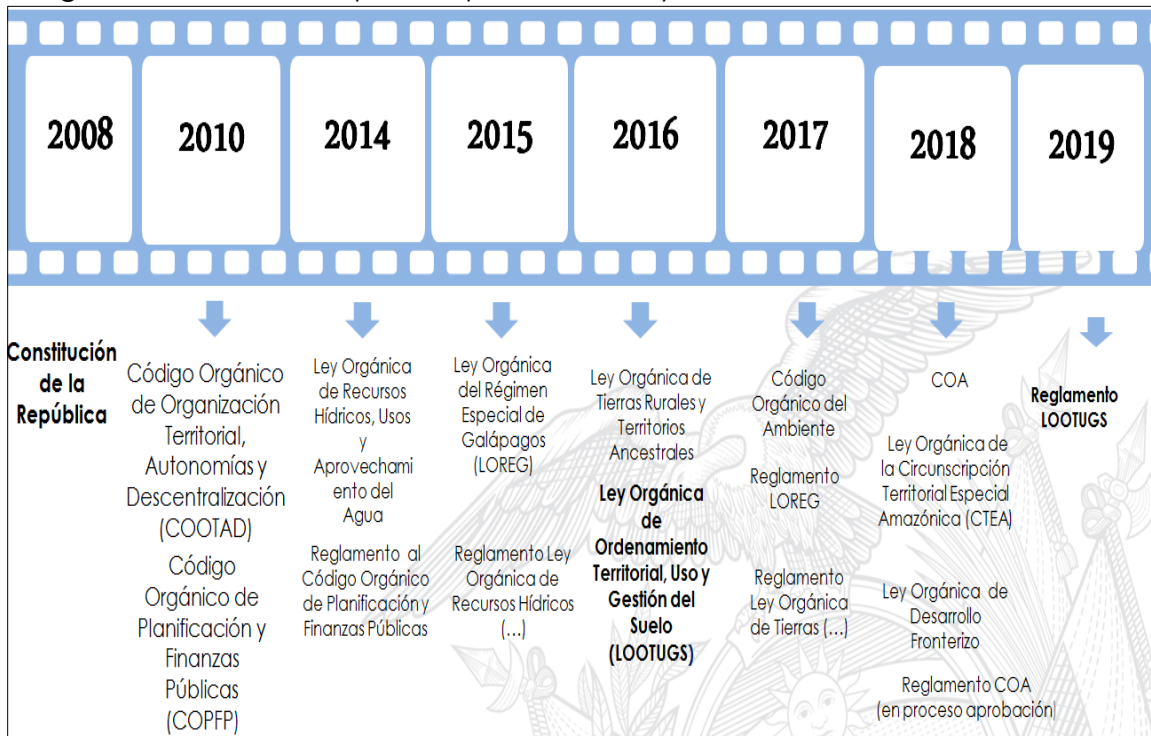 2008
2010
2014
2015
2016
2017
2018
2019
Constitución
de la
República
Código Orgánico
de Organización
Territorial,
Autonomías y
Descentralización
(COOTAD)
Código
Orgánico de
Planificación y
Finanzas
Públicas
(COPFP)
Ley Orgánica
de Recursos
Hídricos, Usos
y
Aprovechami
ento del
Agua
Reglamento al
Código Orgánico
de Planificación y
Finanzas Públicas
Ley Orgánica
del Régimen
Especial de
Galápagos
(LOREG)
Reglamento Ley
Orgánica de
Recursos Hídricos
(...)
Ley Orgánica de
Tierras Rurales y
Territorios
Ancestrales
Ley Orgánica
de
Ordenamiento
Territorial, Uso y
Gestión del
Suelo
(LOOTUGS)
Código
Orgánico del
Ambiente
Reglamento
LOREG
Reglamento
Ley Orgánica
de Tierras (...)
COA
Ley Orgánica de
la Circunscripción
Territorial Especial
Amazónica (CTEA)
Ley Orgánica de
Desarrollo
Fronterizo
Reglamento COA
(en proceso aprobación)
Reglamento
LOOTUGS